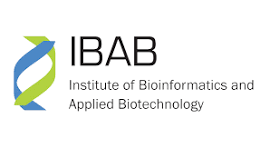 IBAB
Institute of Bioinformatics and
Applied Biotechnology